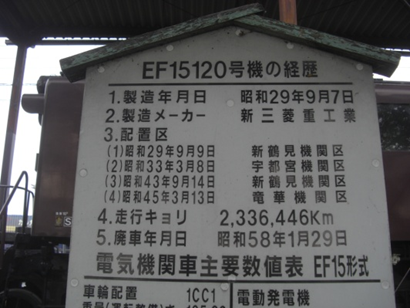 EF15120号機の経歴
1.製造年月日 昭和29年9月7日
2.製造メーカー 新三菱重工業
3.配置区
(1)昭和29年9月9日 新鶴見機関区
(2)昭和33年3月8日 宇都宮機関区
(3)昭和43年9月14日 新鶴見機関区
(4)昭和45年3月13日 竜華機関区
4.走行キョリ 2,336,446Km
5.廃車年月日 昭和58年1月29日
電気機関車主要数値表 EF15形式
車輪配置 1CC1 電動発電機